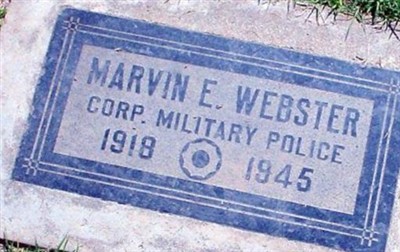 MARVIN E. WEBSTER
CORP. MILITARY POLICE
1918 1945